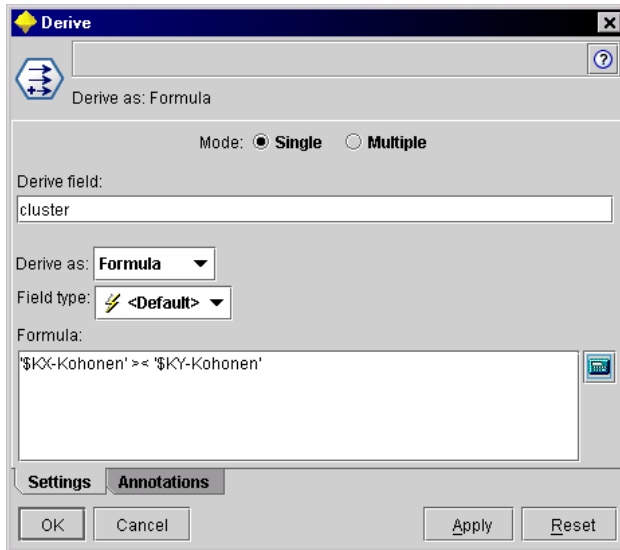 Derive
Derive as: Formula
Mode: Single Multiple
Derive field:
cluster
Derive as: Formula
Field type: <Default>
Formula:
'$KX-Kohonen' >< '$KY-Kohonen'
Settings Annotations
OK Cancel Apply Reset